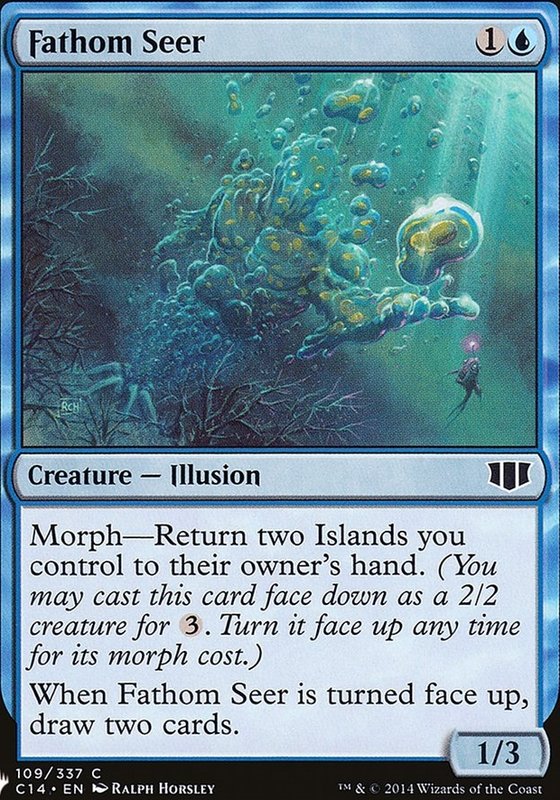 Fathom Seer
1
RCH
Creature — Illusion
Morph—Return two Islands you
control to their owner's hand. (You
may cast this card face down as a 2/2
creature for 3. Turn it face up any time
for its morph cost.)
When Fathom Seer is turned face up,
draw two cards.
1/3
109/337 C
C14 • EN Ralph Horsley
™ & © 2014 Wizards of the Coast